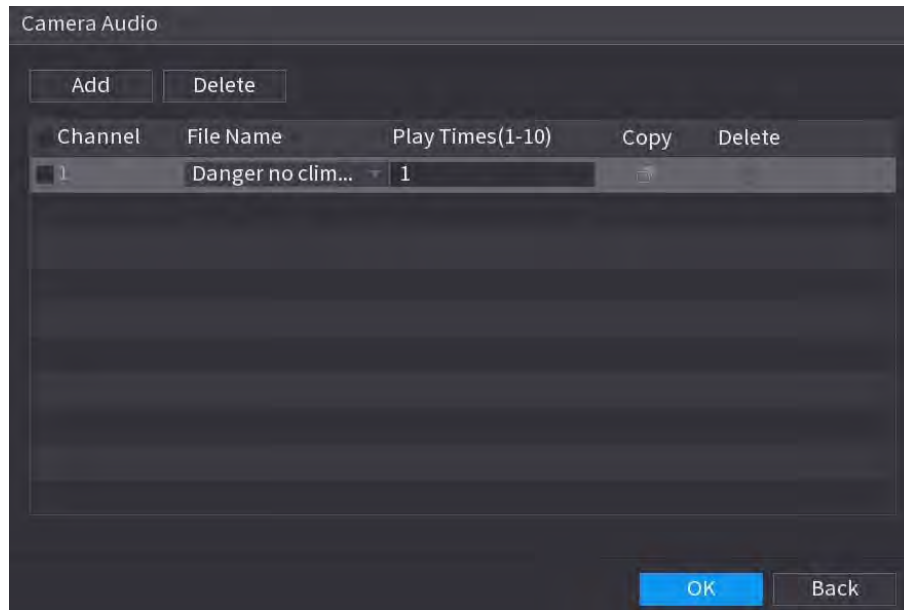 Camera Audio
Add Delete
Channel File Name Play Times(1-10) Copy Delete
1 Danger no clim... 1
OK Back